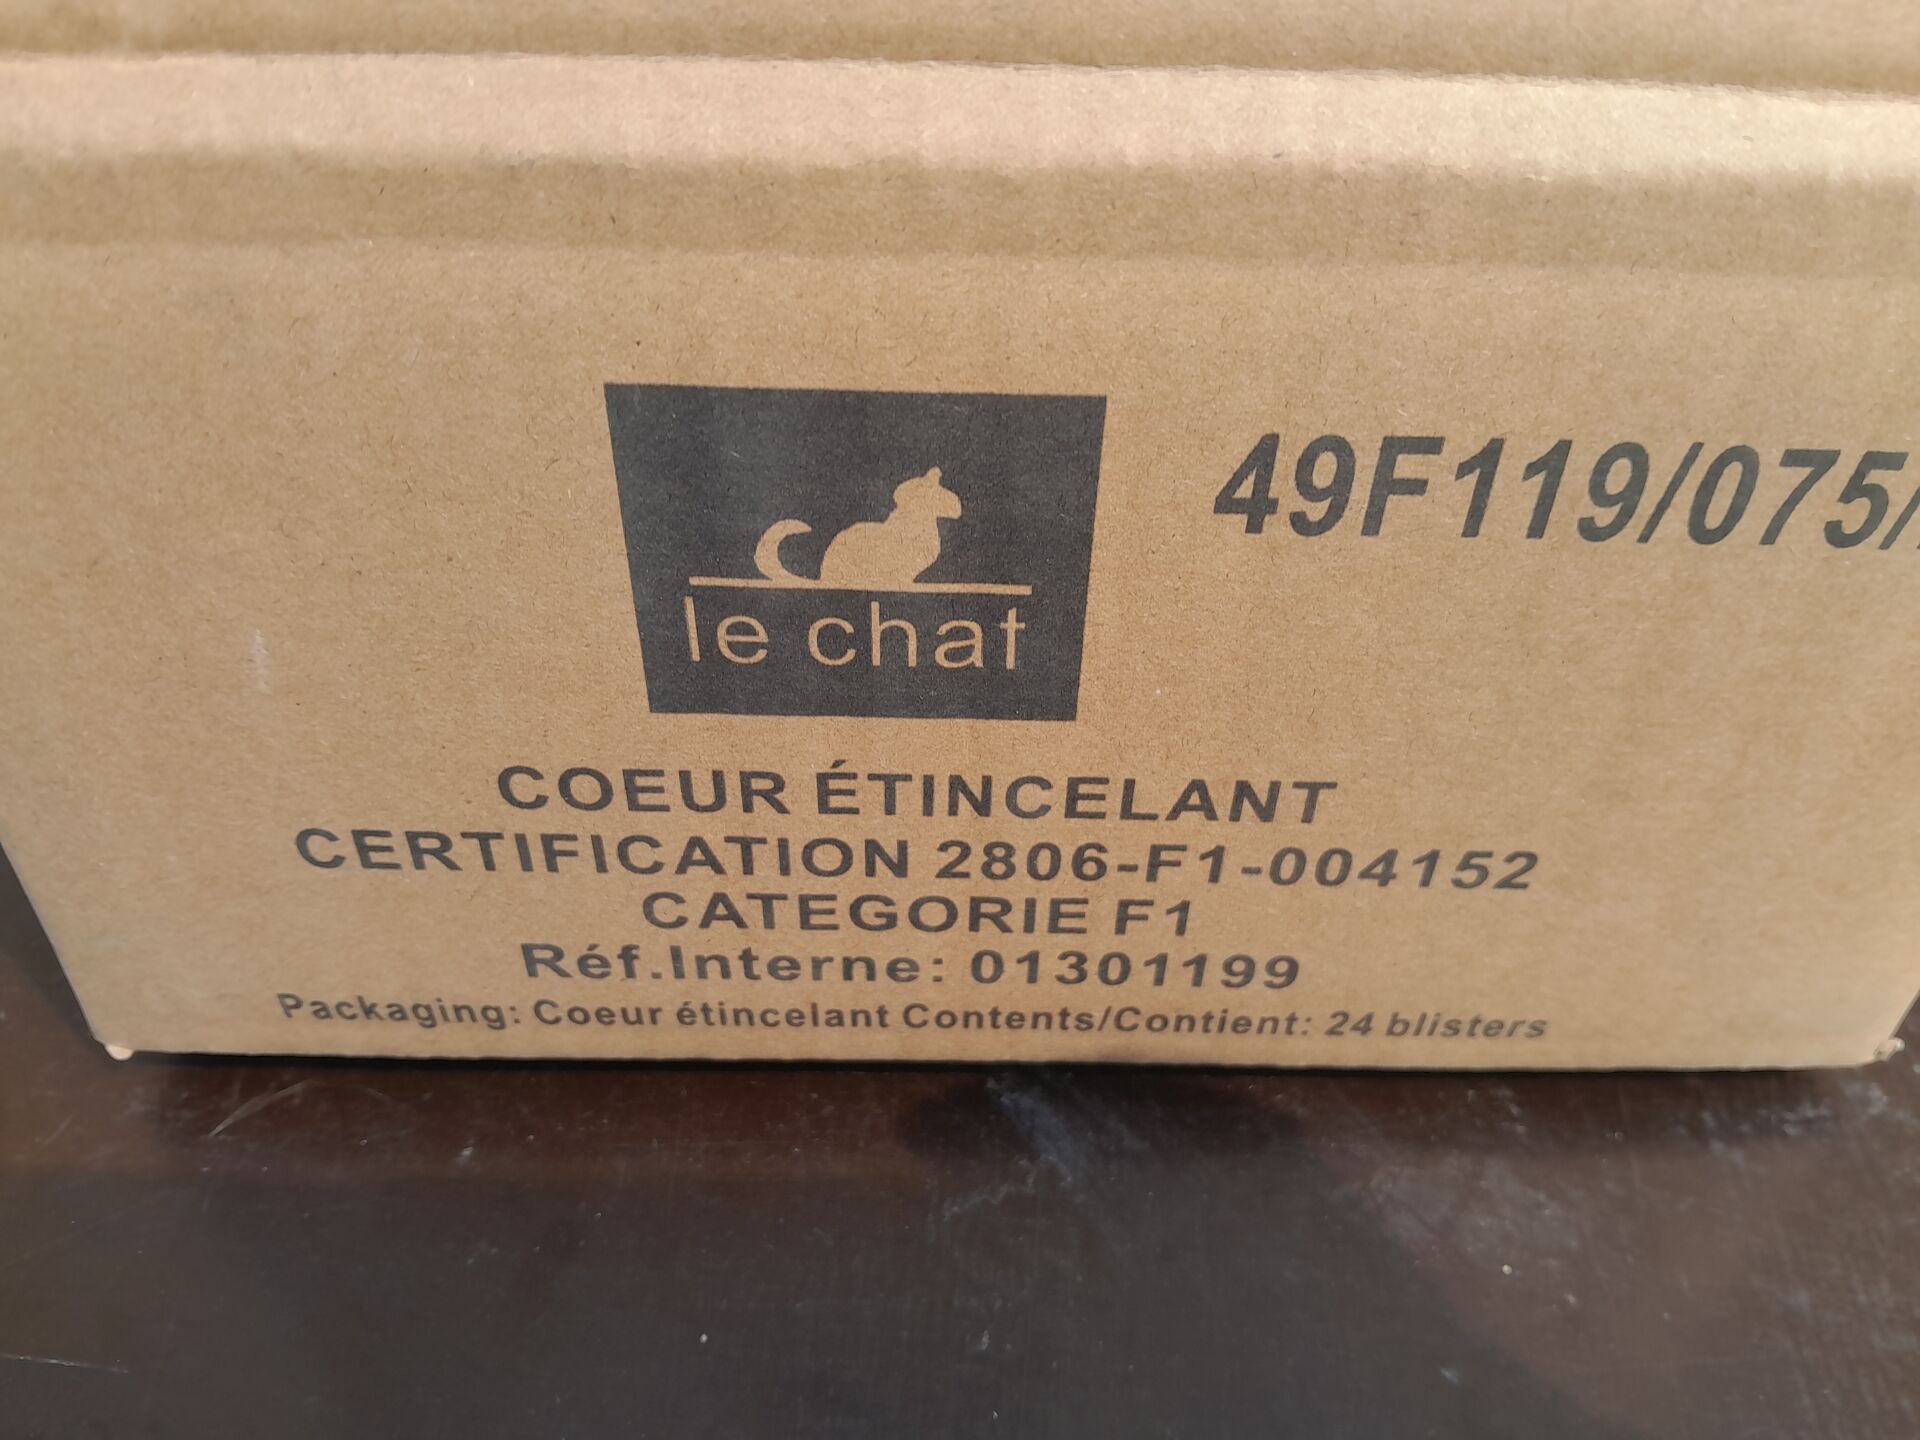 le chat
49F119/075/
COEUR ÉTINCELANT
CERTIFICATION 2806-F1-004152
CATEGORIE F1
Réf.Interne: 01301199
Packaging: Coeur étincelant Contents/Contient: 24 blisters